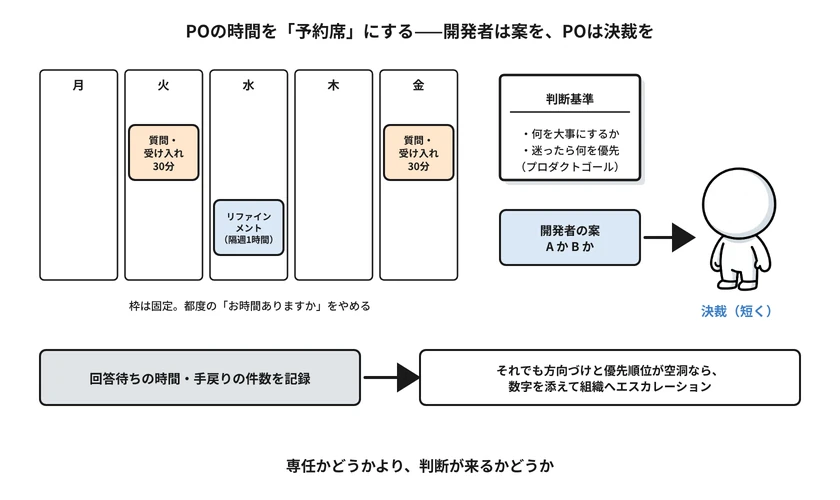 POの時間を「予約席」にする——開発者は案を、POは決裁を
月
火
水
木
金
質問・
受け入れ
30分
リファイン
メント
（隔週1時間）
質問・
受け入れ
30分
枠は固定。都度の「お時間ありますか」をやめる
判断基準
・何を大事にするか
・迷ったら何を優先
（プロダクトゴール）
開発者の案
A か B か
決裁（短く）
回答待ちの時間・手戻りの件数を記録
それでも方向づけと優先順位が空洞なら、
数字を添えて組織へエスカレーション
専任かどうかより、判断が来るかどうか